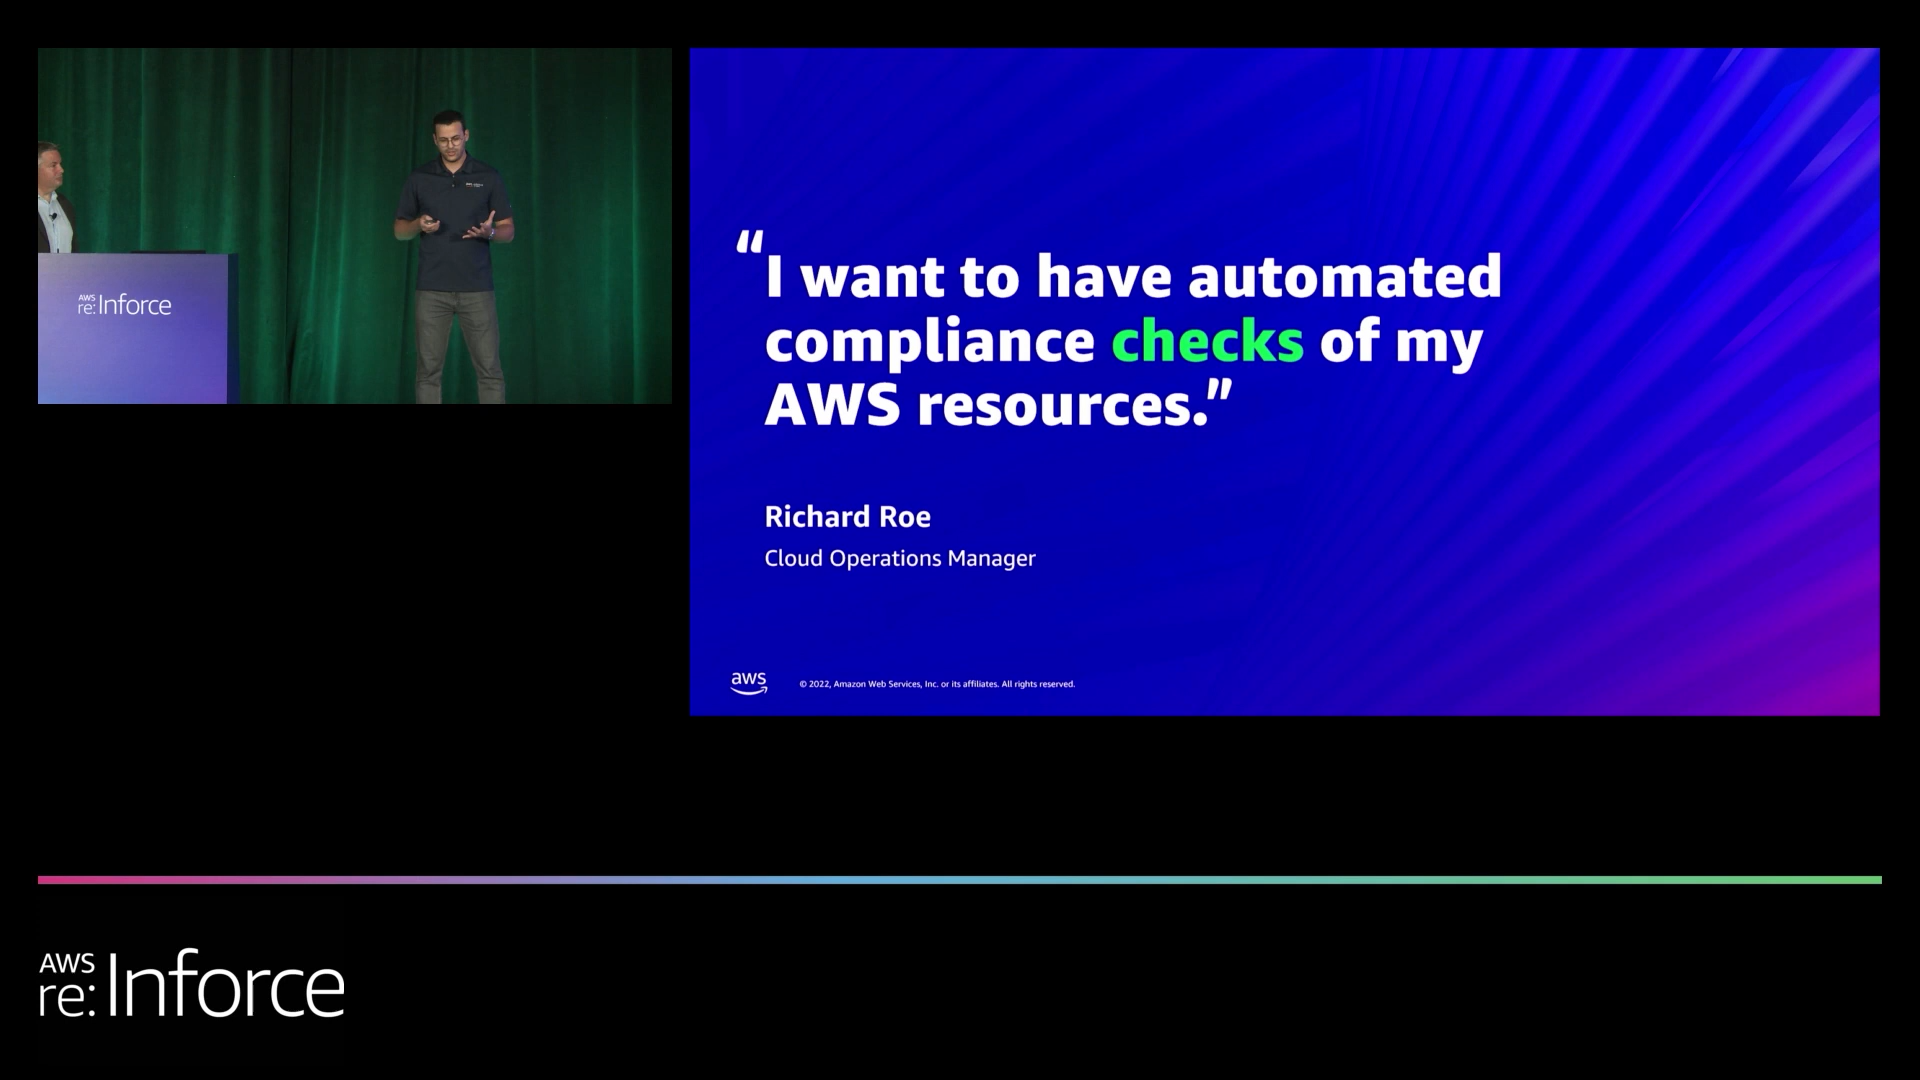 AWS
re: Inforce
“I want to have automated
compliance checks of my
AWS resources.”
Richard Roe
Cloud Operations Manager
aws
© 2022, Amazon Web Services, Inc. or its affiliates. All rights reserved.
AWS
re: Inforce